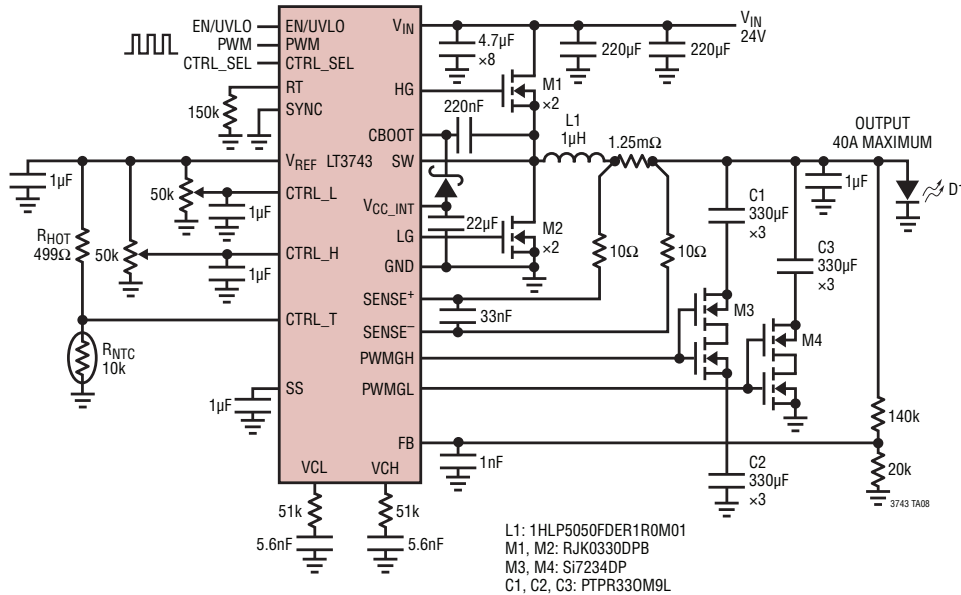 EN/UVLO
PWM
CTRL_SEL
EN/UVLO
PWM
CTRL_SEL
RT
150k
SYNC
VIN
4.7µF
×8
220µF
220µF
VIN
24V
HG
M1
×2
220nF
CBOOT
L1
1µH
1.25mΩ
OUTPUT
40A MAXIMUM
VREF LT3743
SW
1µF
50k
CTRL_L
1µF
VCC_INT
22µF
LG
M2
×2
GND
10Ω
10Ω
C1
330µF
×3
1µF
D1
RHOT
499Ω
50k
CTRL_H
1µF
C3
330µF
×3
SENSE+
33nF
SENSE–
CTRL_T
RNTC
10k
M3
M4
PWMGH
PWMGL
SS
1µF
140k
FB
1nF
20k
VCL
VCH
51k
51k
5.6nF
5.6nF
C2
330µF
×3
3743 TA08
L1: 1HLP5050FDER1R0M01
M1, M2: RJK0330DPB
M3, M4: Si7234DP
C1, C2, C3: PTPR330M9L